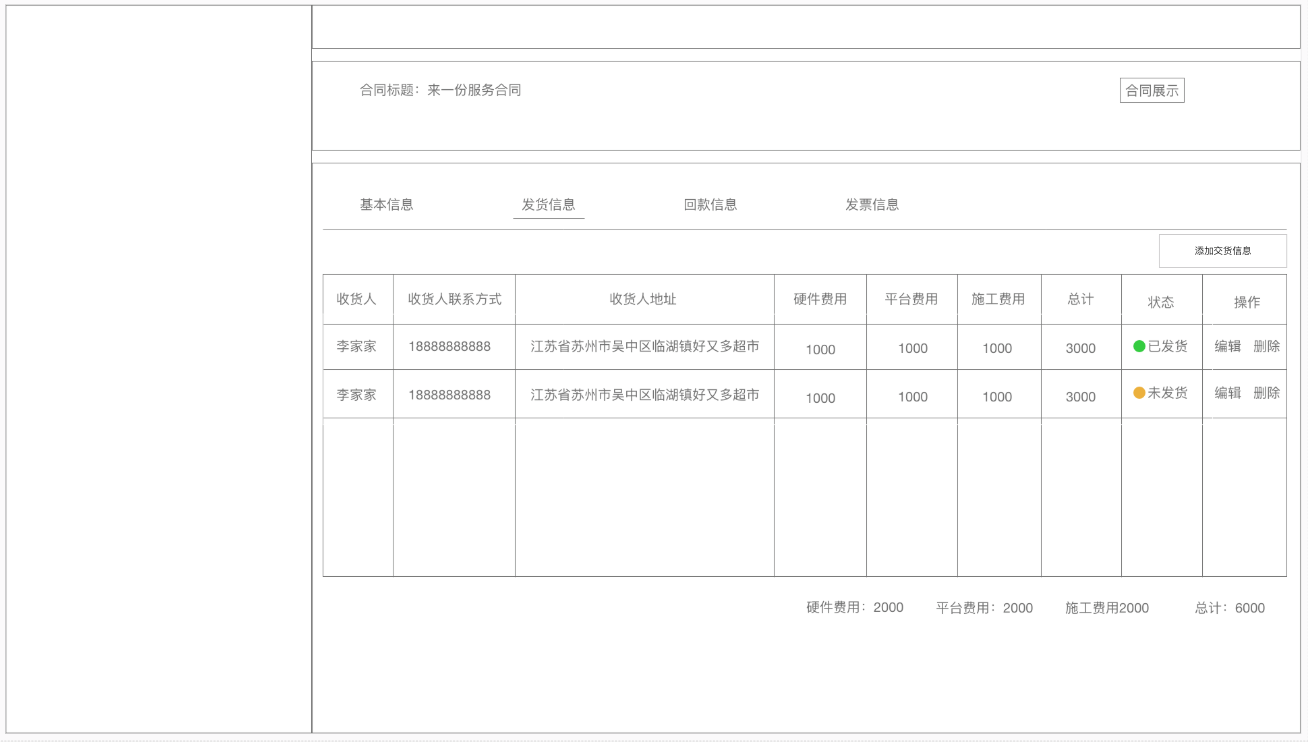 合同标题：来一份服务合同 合同展示
基本信息 发货信息 回款信息 发票信息
添加交货信息
收货人 收货人联系方式 收货人地址 硬件费用 平台费用 施工费用 总计 状态 操作
李家家 18888888888 江苏省苏州市吴中区临湖镇好又多超市 1000 1000 1000 3000 已发货 编辑 删除
李家家 18888888888 江苏省苏州市吴中区临湖镇好又多超市 1000 1000 1000 3000 未发货 编辑 删除
硬件费用：2000 平台费用：2000 施工费用2000 总计：6000